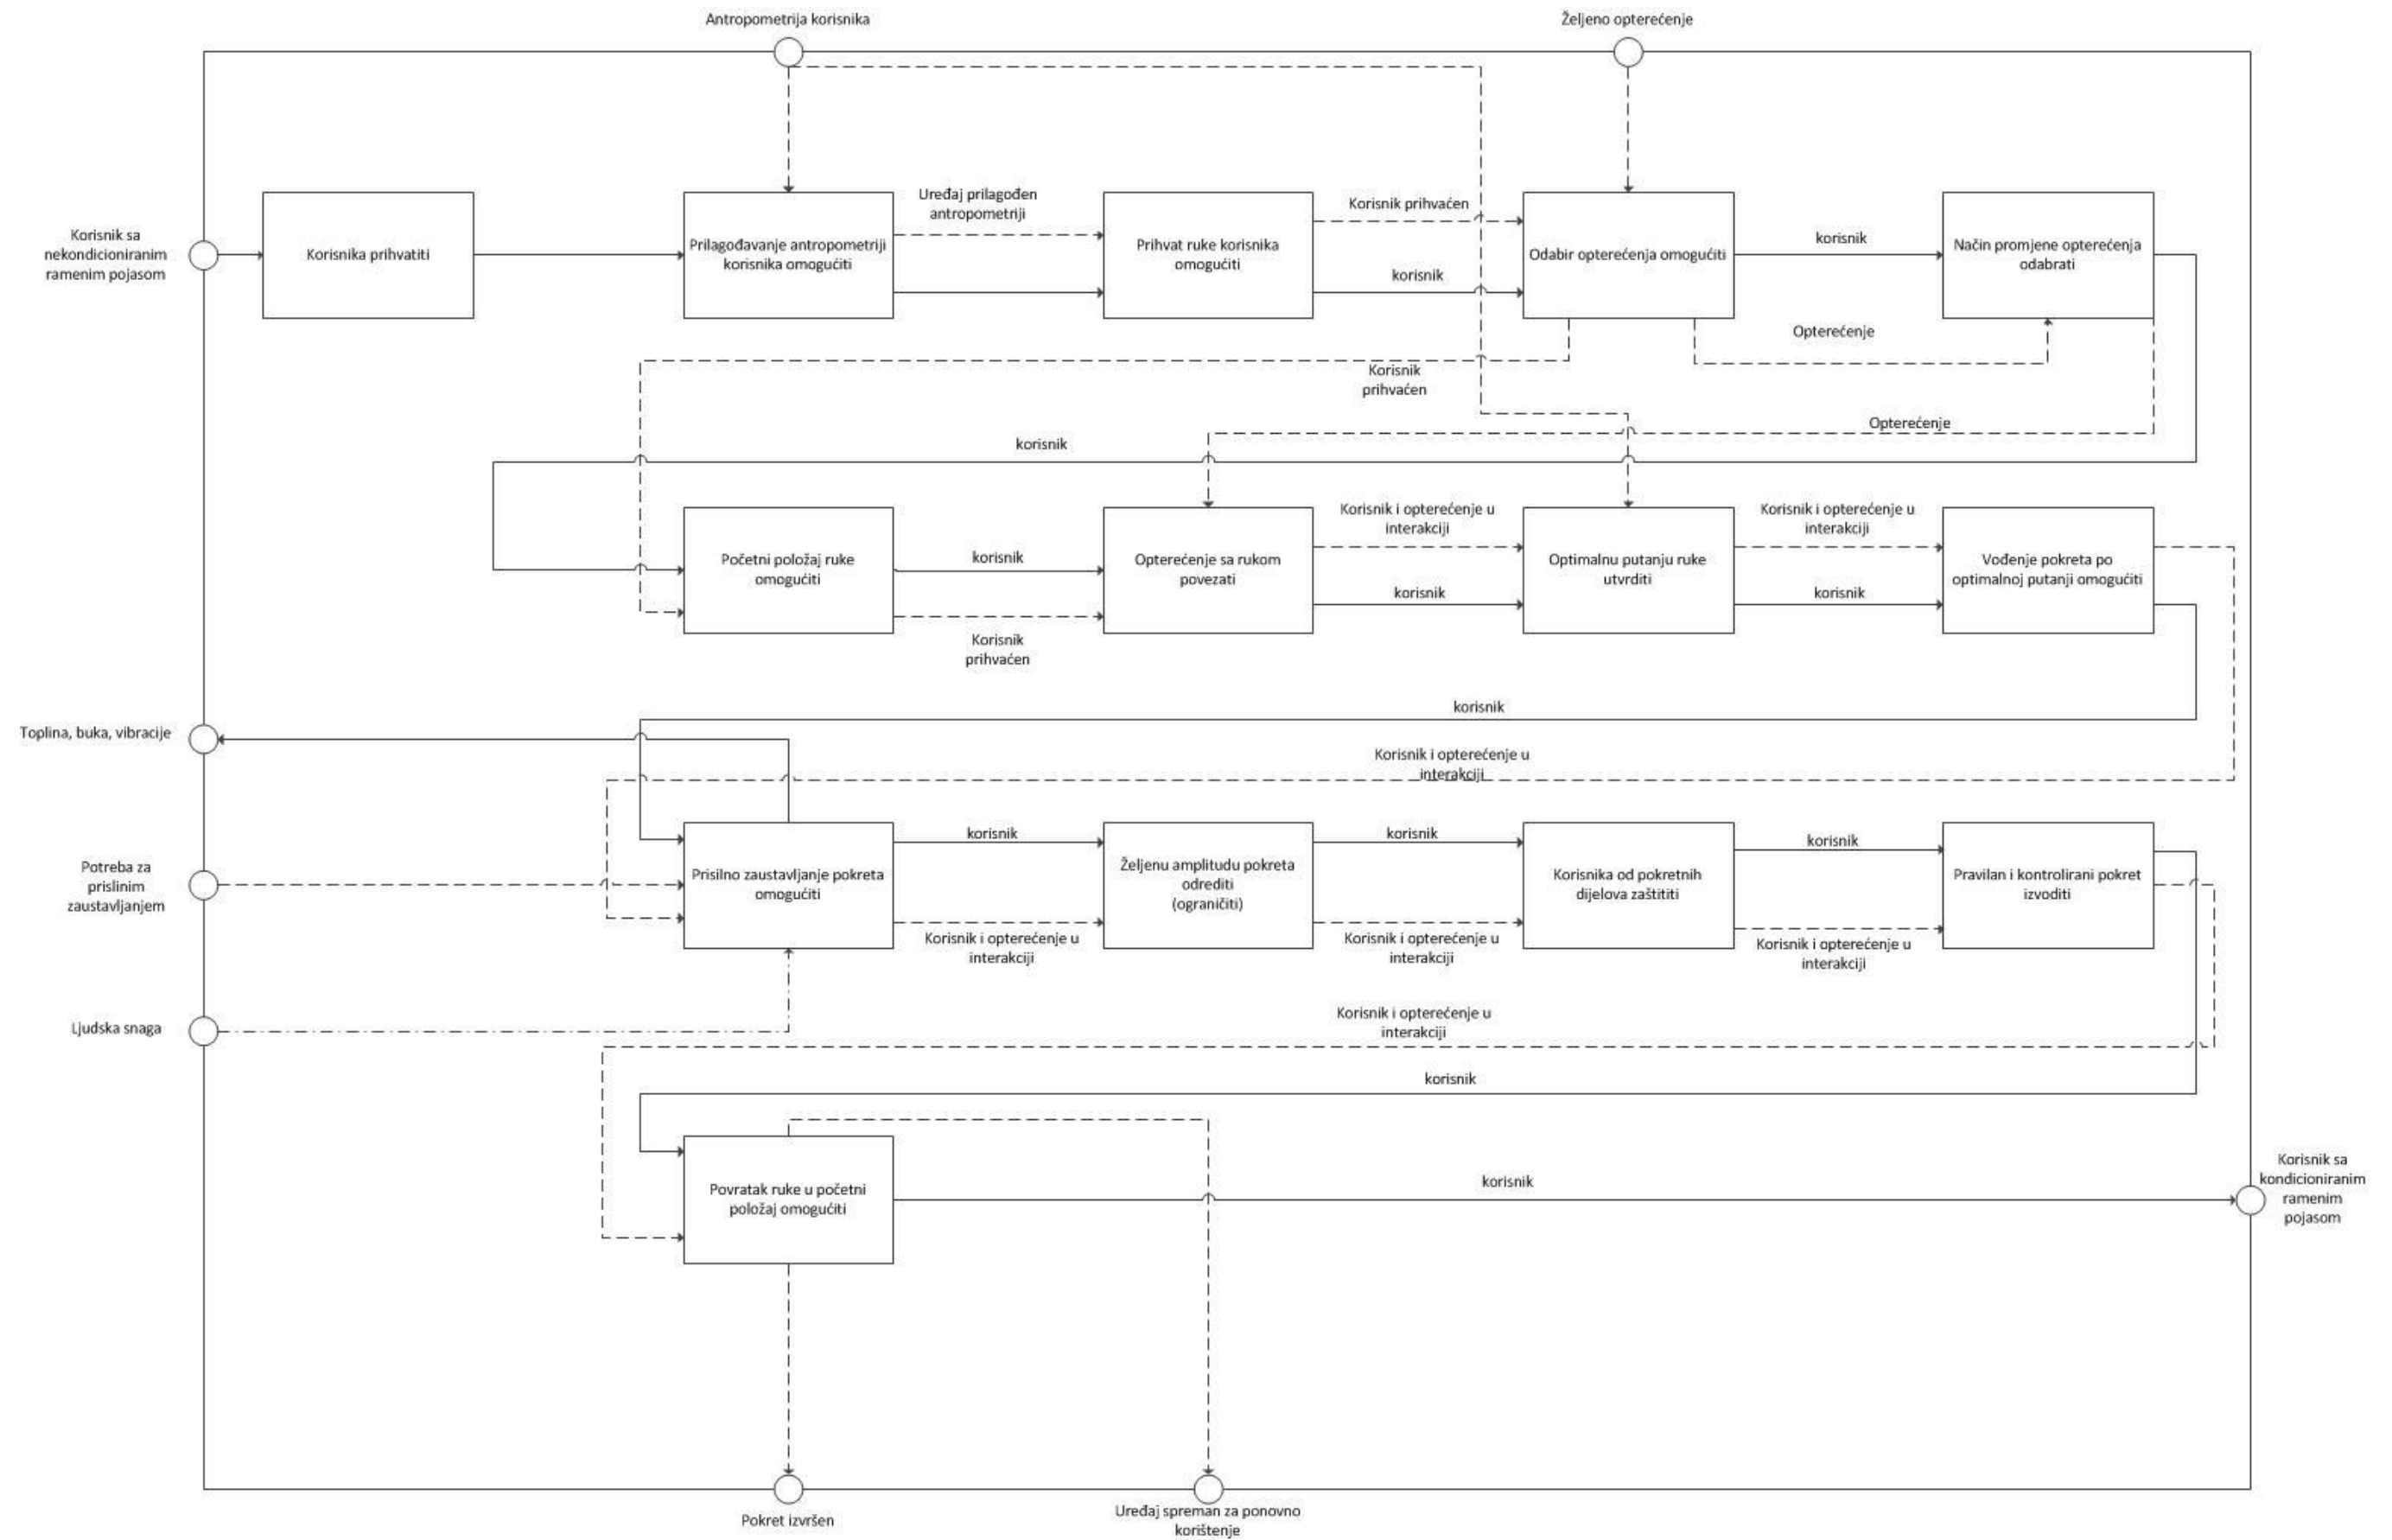 Antropometrija korisnika
Željeno opterećenje
Korisnik sa
nekondicioniranim
ramenim pojasom
Korisnika prihvatiti
Prilagođavanje antropometriji
korisnika omogućiti
Uređaj prilagođen
antropometriji
Prihvat ruke korisnika
omogućiti
Korisnik prihvaćen
korisnik
Odabir opterećenja omogućiti
korisnik
Način promjene opterećenja
odabrati
Opterećenje
Korisnik
prihvaćen
Opterećenje
korisnik
Početni položaj ruke
omogućiti
korisnik
Korisnik
prihvaćen
Opterećenje sa rukom
povezati
Korisnik i opterećenje u
interakciji
korisnik
Optimalnu putanju ruke
utvrditi
Korisnik i opterećenje u
interakciji
korisnik
Vođenje pokreta po
optimalnoj putanji omogućiti
korisnik
Toplina, buka, vibracije
Korisnik i opterećenje u
interakciji
Potreba za
prislinim
zaustavljanjem
Prisilno zaustavljanje pokreta
omogućiti
korisnik
Korisnik i opterećenje u
interakciji
Željenu amplitudu pokreta
odrediti
(ograničiti)
korisnik
Korisnik i opterećenje u
interakciji
Korisnika od pokretnih
dijelova zaštititi
korisnik
Korisnik i opterećenje u
interakciji
Pravilan i kontrolirani pokret
izvoditi
Ljudska snaga
Korisnik i opterećenje u
interakciji
korisnik
Povratak ruke u početni
položaj omogućiti
korisnik
Korisnik sa
kondicioniranim
ramenim
pojasom
Pokret izvršen
Uređaj spreman za ponovno
korištenje